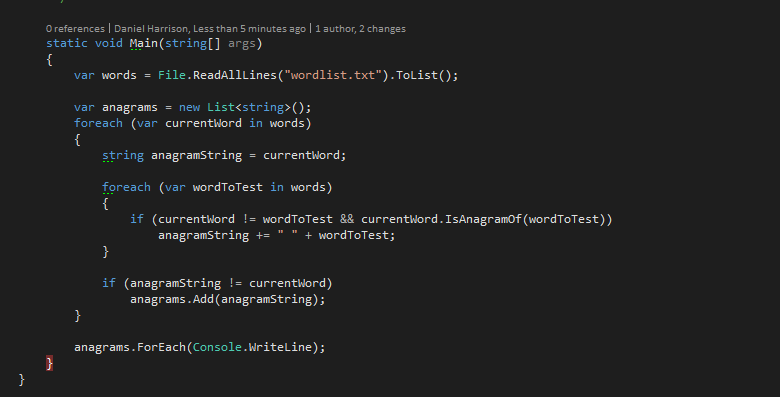 0 references | Daniel Harrison, Less than 5 minutes ago | 1 author, 2 changes
static void Main(string[] args)
{
var words = File.ReadAllLines("wordlist.txt").ToList();
var anagrams = new List<string>();
foreach (var currentWord in words)
{
string anagramString = currentWord;
foreach (var wordToTest in words)
{
if (currentWord != wordToTest && currentWord.IsAnagramOf(wordToTest))
anagramString += " " + wordToTest;
}
if (anagramString != currentWord)
anagrams.Add(anagramString);
}
anagrams.ForEach(Console.WriteLine);
}
}